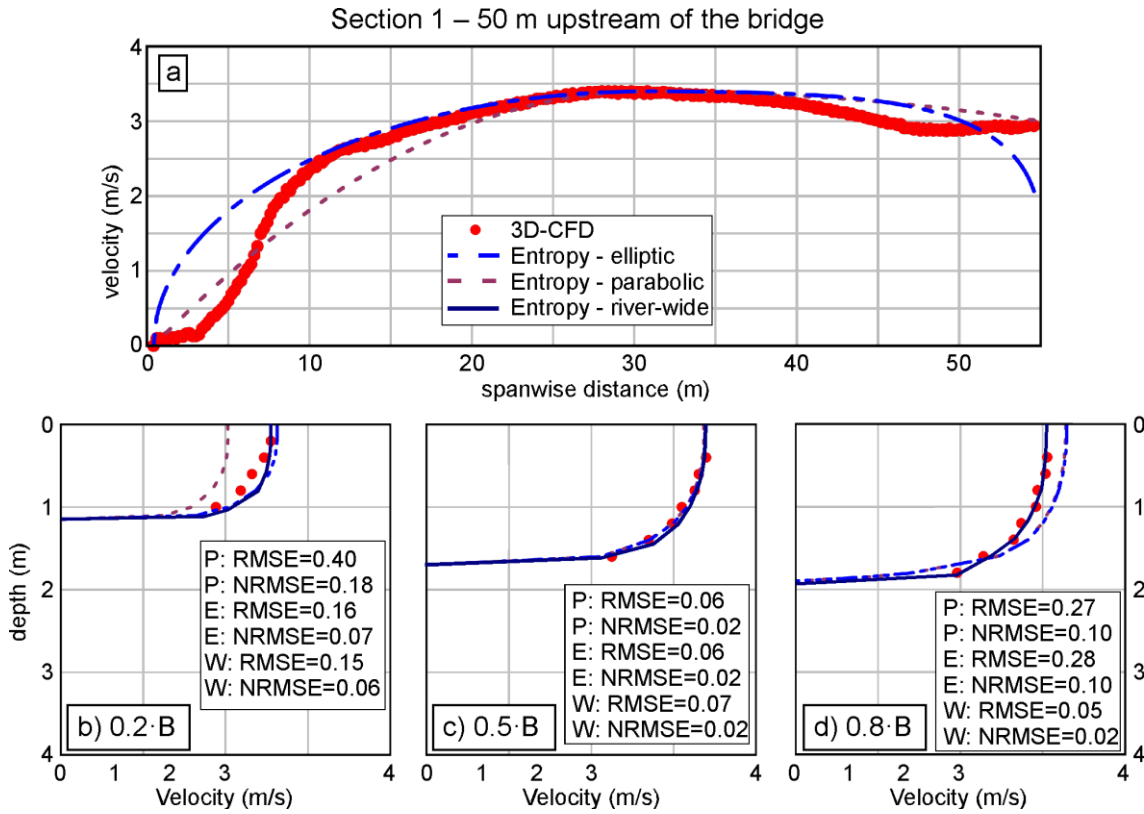 Section 1 – 50 m upstream of the bridge
a
4
3
2
1
0
velocity (m/s)
0 10 20 30 40 50
spanwise distance (m)
3D-CFD
Entropy - elliptic
Entropy - parabolic
Entropy - river-wide
0
1
2
3
4
depth (m)
P: RMSE=0.40
P: NRMSE=0.18
E: RMSE=0.16
E: NRMSE=0.07
W: RMSE=0.15
W: NRMSE=0.06
b) 0.2·B
0 2 3
Velocity (m/s)
P: RMSE=0.06
P: NRMSE=0.02
E: RMSE=0.06
E: NRMSE=0.02
W: RMSE=0.07
W: NRMSE=0.02
c) 0.5·B
0 2 3
Velocity (m/s)
P: RMSE=0.27
P: NRMSE=0.10
E: RMSE=0.28
E: NRMSE=0.10
W: RMSE=0.05
W: NRMSE=0.02
d) 0.8·B
0 2 3 4
Velocity (m/s)
0
1
2
3
4